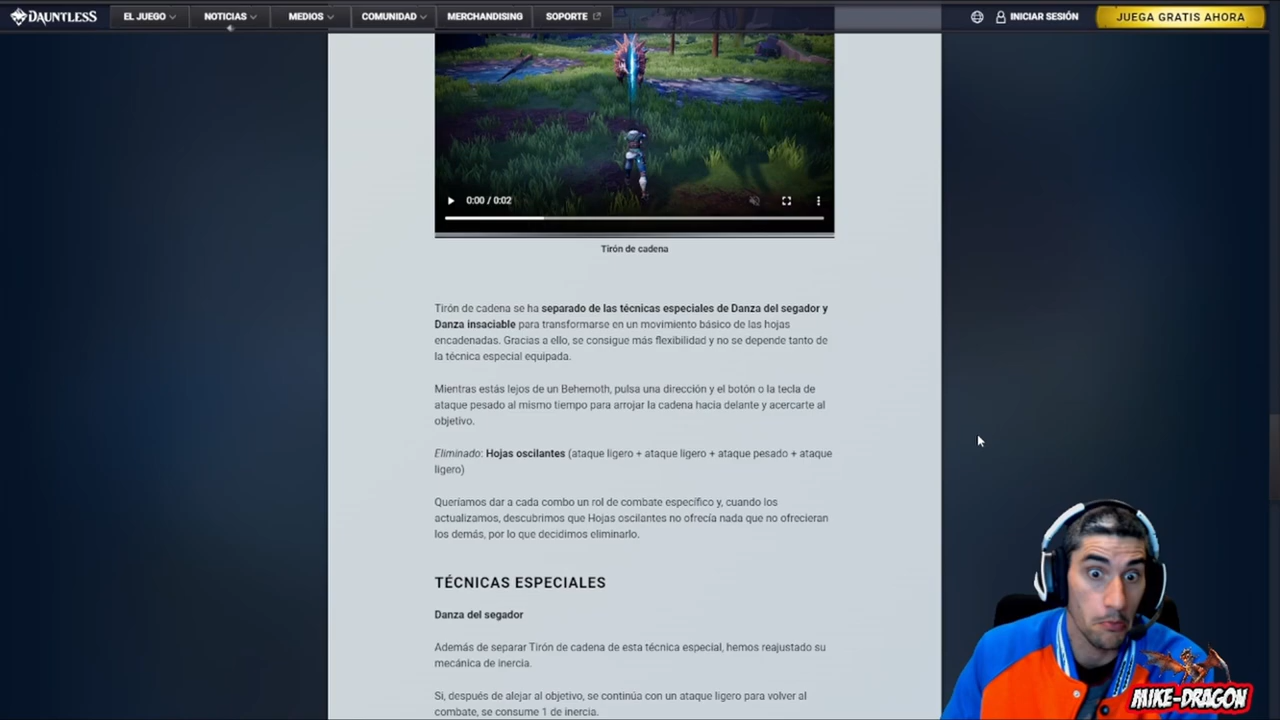 DAUNTLESS
EL JUEGO
NOTICIAS
MEDIOS
COMUNIDAD
MERCHANDISING
SOPORTE
INICIAR SESIÓN
JUEGA GRATIS AHORA
0:00 / 0:02
Tirón de cadena
Tirón de cadena se ha separado de las técnicas especiales de Danza del segador y
Danza insaciable para transformarse en un movimiento básico de las hojas
encadenadas. Gracias a ello, se consigue más flexibilidad y no se depende tanto de
la técnica especial equipada.
Mientras estás lejos de un Behemoth, pulsa una dirección y el botón o la tecla de
ataque pesado al mismo tiempo para arrojar la cadena hacia delante y acercarte al
objetivo.
Eliminado: Hojas oscilantes (ataque ligero + ataque ligero + ataque pesado + ataque
ligero)
Queríamos dar a cada combo un rol de combate específico y, cuando los
actualizamos, descubrimos que Hojas oscilantes no ofrecía nada que no ofrecieran
los demás, por lo que decidimos eliminarlo.
TÉCNICAS ESPECIALES
Danza del segador
Además de separar Tirón de cadena de esta técnica especial, hemos reajustado su
mecánica de inercia.
Si, después de alejar al objetivo, se continúa con un ataque ligero para volver al
combate, se consume 1 de inercia.
MIKE-DRAGON